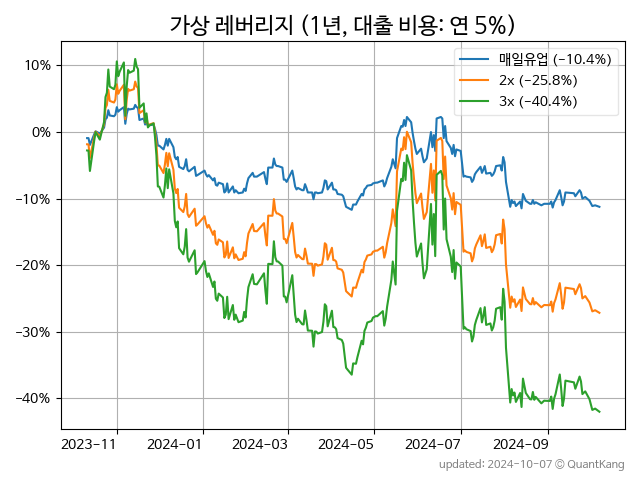 가상 레버리지 (1년, 대출 비용: 연 5%)
매일유업 (−10.4%)
2x (−25.8%)
3x (−40.4%)
10%
0%
−10%
−20%
−30%
−40%
2023-11
2024-01
2024-03
2024-05
2024-07
2024-09
updated: 2024-10-07 © QuantKang